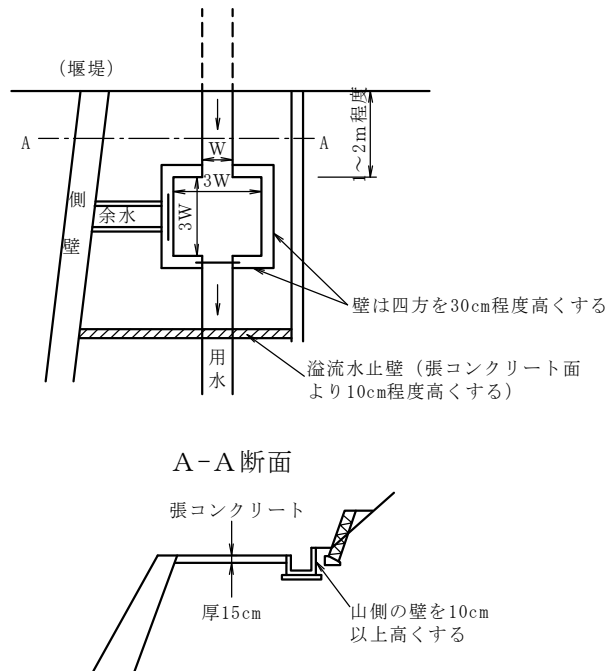 (堰堤)
A
A
W
1～2m程度
3W
3W
側壁
余水
壁は四方を30cm程度高くする
用水
溢流水止壁（張コンクリート面
より10cm程度高くする）
A-A断面
張コンクリート
厚15cm
山側の壁を10cm
以上高くする